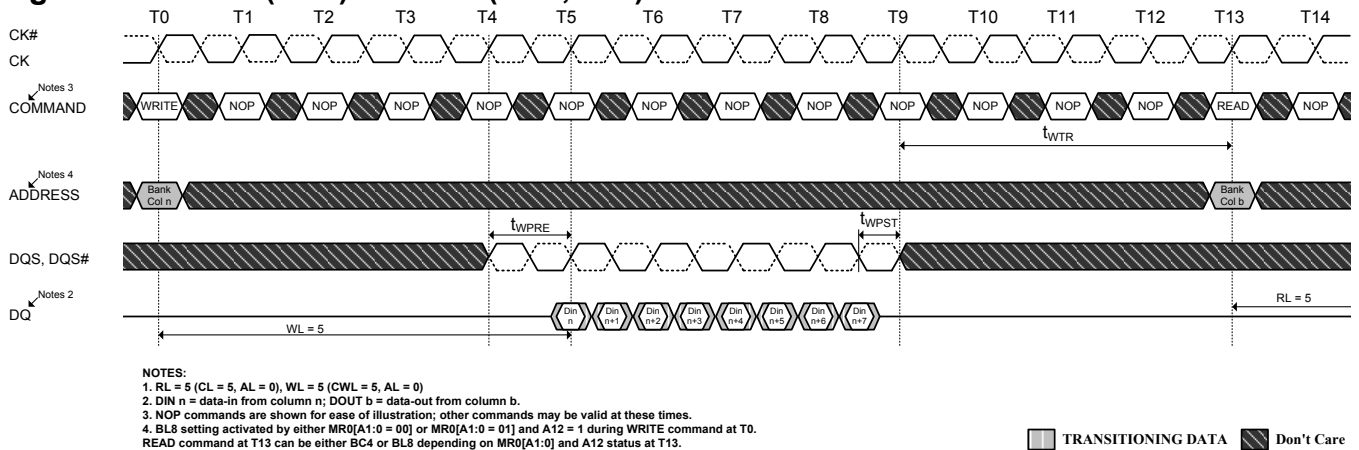 T0 T1 T2 T3 T4 T5 T6 T7 T8 T9 T10 T11 T12 T13 T14
CK#
CK
Notes 3
COMMAND
WRITE NOP NOP NOP NOP NOP NOP NOP NOP NOP NOP NOP NOP READ NOP
tWTR
Notes 4
ADDRESS
Bank
Col n
Bank
Col b
tWPRE
tWPST
DQS, DQS#
Notes 2
DQ
Din
n
Din
n+1
Din
n+2
Din
n+3
Din
n+4
Din
n+5
Din
n+6
Din
n+7
WL = 5
RL = 5
NOTES:
1. RL = 5 (CL = 5, AL = 0), WL = 5 (CWL = 5, AL = 0)
2. DIN n = data-in from column n; DOUT b = data-out from column b.
3. NOP commands are shown for ease of illustration; other commands may be valid at these times.
4. BL8 setting activated by either MR0[A1:0 = 00] or MR0[A1:0 = 01] and A12 = 1 during WRITE command at T0.
READ command at T13 can be either BC4 or BL8 depending on MR0[A1:0] and A12 status at T13.
TRANSITIONING DATA
Don't Care